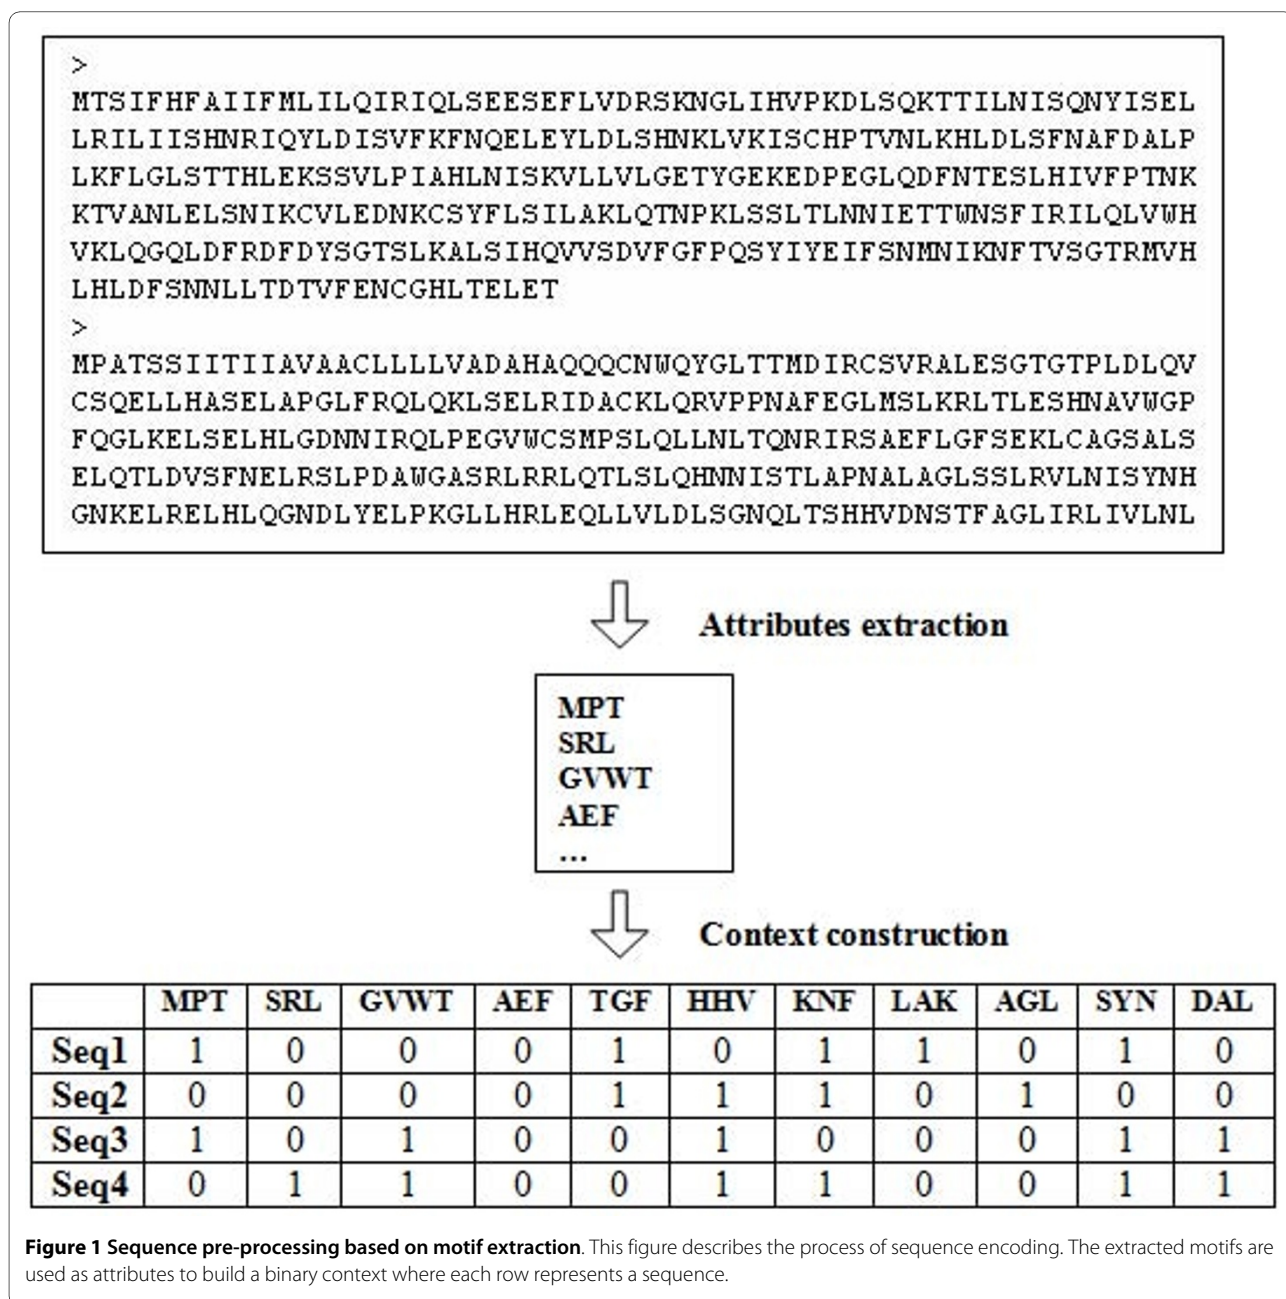 >
MTSIFHFAIIFMLILQIRIQLSEESEFLVDRSKNGLIHVPKDLSQKTTILNISQNYISEL
LRILIISHNRIQYLDISVFKFNQELEYLDLSHNKLVKISCHPTVNLKHLDLSFNAFDALP
LKFLGLSTTHLEKSSVLPIAHLNISKVLLVLGETYGEKEDPEGLQDFNTESLHIVFPTNK
KTVANLELSNIKCVLEDNKCSYFLSILAKLQTNPKLSSLTLNNIETTWNSFIRILQLVWH
VKLQGQLDFRDFDYSGTSLKALSIHQVVSDVFGFPQSYIYEIFSNMNIKNFTVSGTRMVH
LHLDFSNNLLTDTVFENCGHLTELET
>
MPATSSIITIIAVAACLLLLVADAHAQQQCNWQYGLTTMDIRCSVRALESGTGTPLDLQV
CSQELLHASELAPGLFRQLQKLSELRIDACKLQRVPPNAFEGLMSLKRLTLESHNAVWGP
FQGLKELSELHLGDNNIRQLPEGVWCSMPSLQLLNLTQNRIRSAEFLGFSEKLCAGSALS
ELQTLDVSFNELRSLPDAWGASRLRRLQTLSLQHNNISTLAPNALAGLSSLRVLNISYNH
GNKELRELHLQGNDLYELPKGLLHRLEQLLVLDLSGNQLTSHHVDNSTFAGLIRLIVLNL
Attributes extraction
MPT
SRL
GVWT
AEF
...
Context construction
MPT SRL GVWT AEF TGF HHV KNF LAK AGL SYN DAL
Seq1 1 0 0 0 1 0 1 1 0 1 0
Seq2 0 0 0 0 1 1 1 0 1 0 0
Seq3 1 0 1 0 0 1 0 0 0 1 1
Seq4 0 1 1 0 0 1 1 0 0 1 1
Figure 1 Sequence pre-processing based on motif extraction. This figure describes the process of sequence encoding. The extracted motifs are
used as attributes to build a binary context where each row represents a sequence.